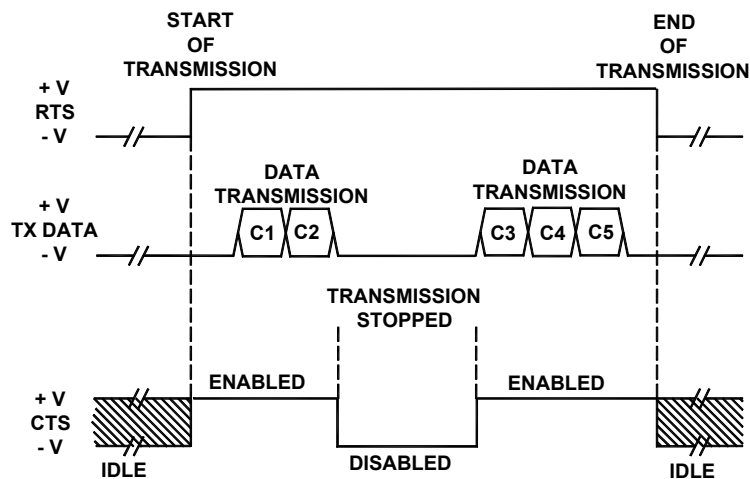 START
OF
TRANSMISSION
END
OF
TRANSMISSION
+ V
RTS
- V
DATA
TRANSMISSION
DATA
TRANSMISSION
+ V
TX DATA
- V
C1 C2 C3 C4 C5
TRANSMISSION
STOPPED
ENABLED ENABLED
+ V
CTS
- V
IDLE DISABLED IDLE